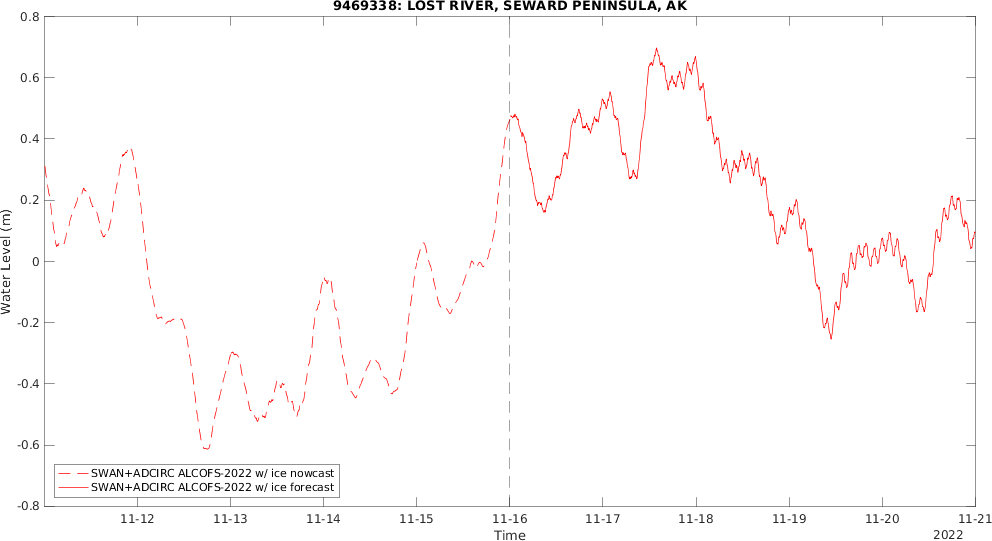 9469338: LOST RIVER, SEWARD PENINSULA, AK
0.8
0.6
0.4
0.2
0
-0.2
-0.4
-0.6
-0.8
Water Level (m)
SWAN+ADCIRC ALCOFS-2022 w/ ice nowcast
SWAN+ADCIRC ALCOFS-2022 w/ ice forecast
11-12 11-13 11-14 11-15 11-16 11-17 11-18 11-19 11-20 11-21
Time
2022